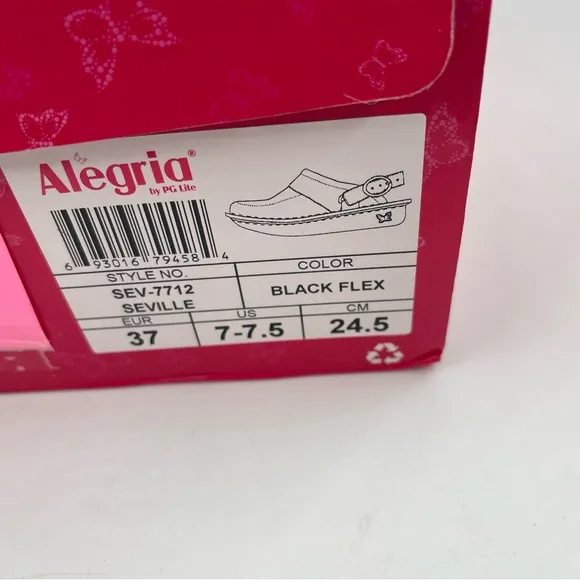 Alegria®
by PG Lite
6 93016 79458 4
STYLE NO.
COLOR
SEV-7712
SEVILLE
BLACK FLEX
EUR
US
CM
37
7-7.5
24.5